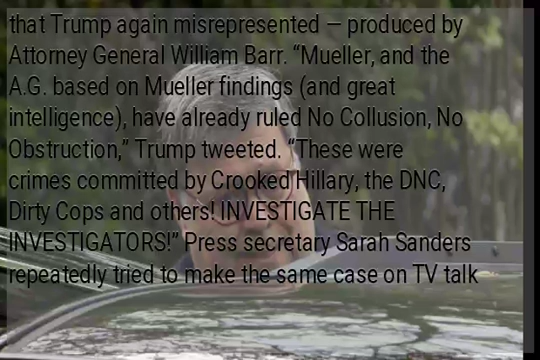 that Trump again misrepresented — produced by
Attorney General William Barr. “Mueller, and the
A.G. based on Mueller findings (and great
intelligence), have already ruled No Collusion, No
Obstruction,” Trump tweeted. “These were
crimes committed by Crooked Hillary, the DNC,
Dirty Cops and others! INVESTIGATE THE
INVESTIGATORS!” Press secretary Sarah Sanders
repeatedly tried to make the same case on TV talk